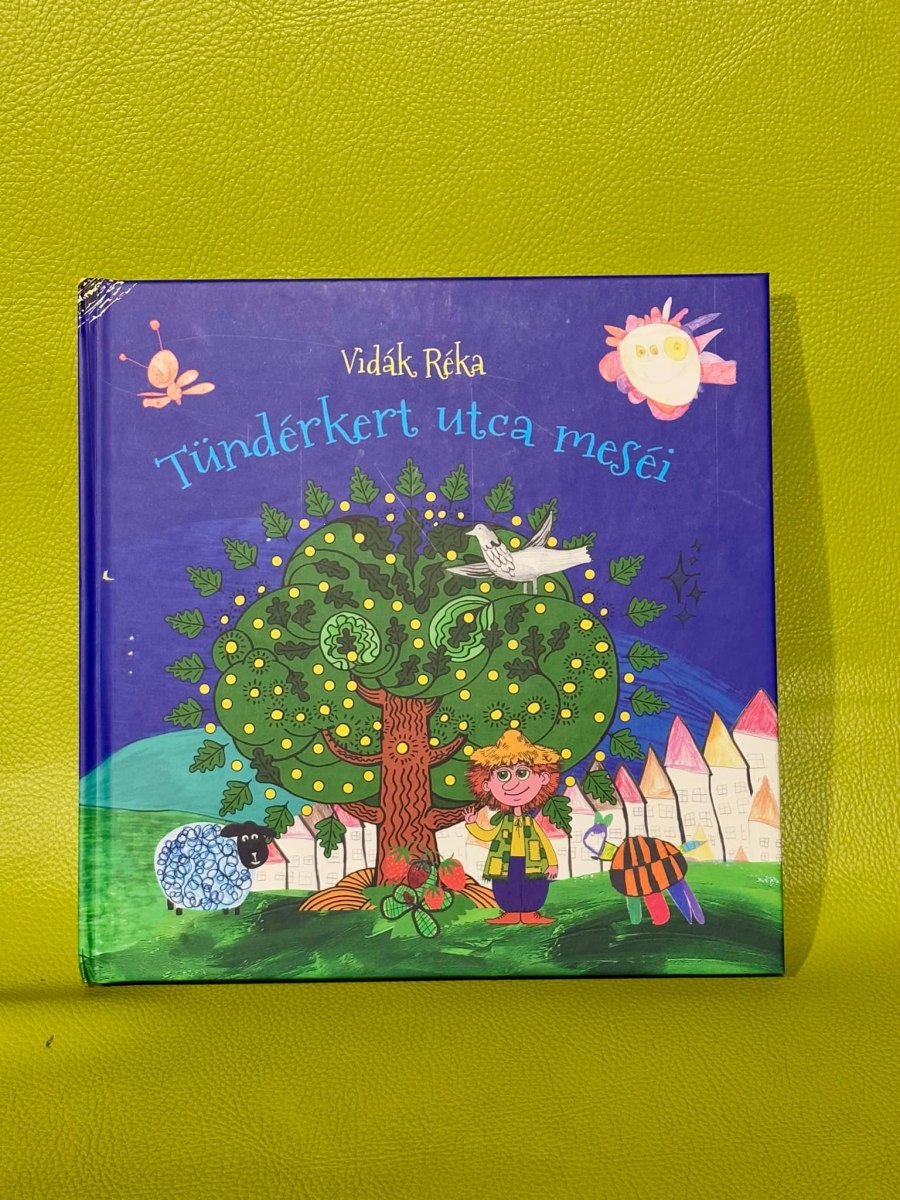 Vidák Réka
Tündérkert utca meséi